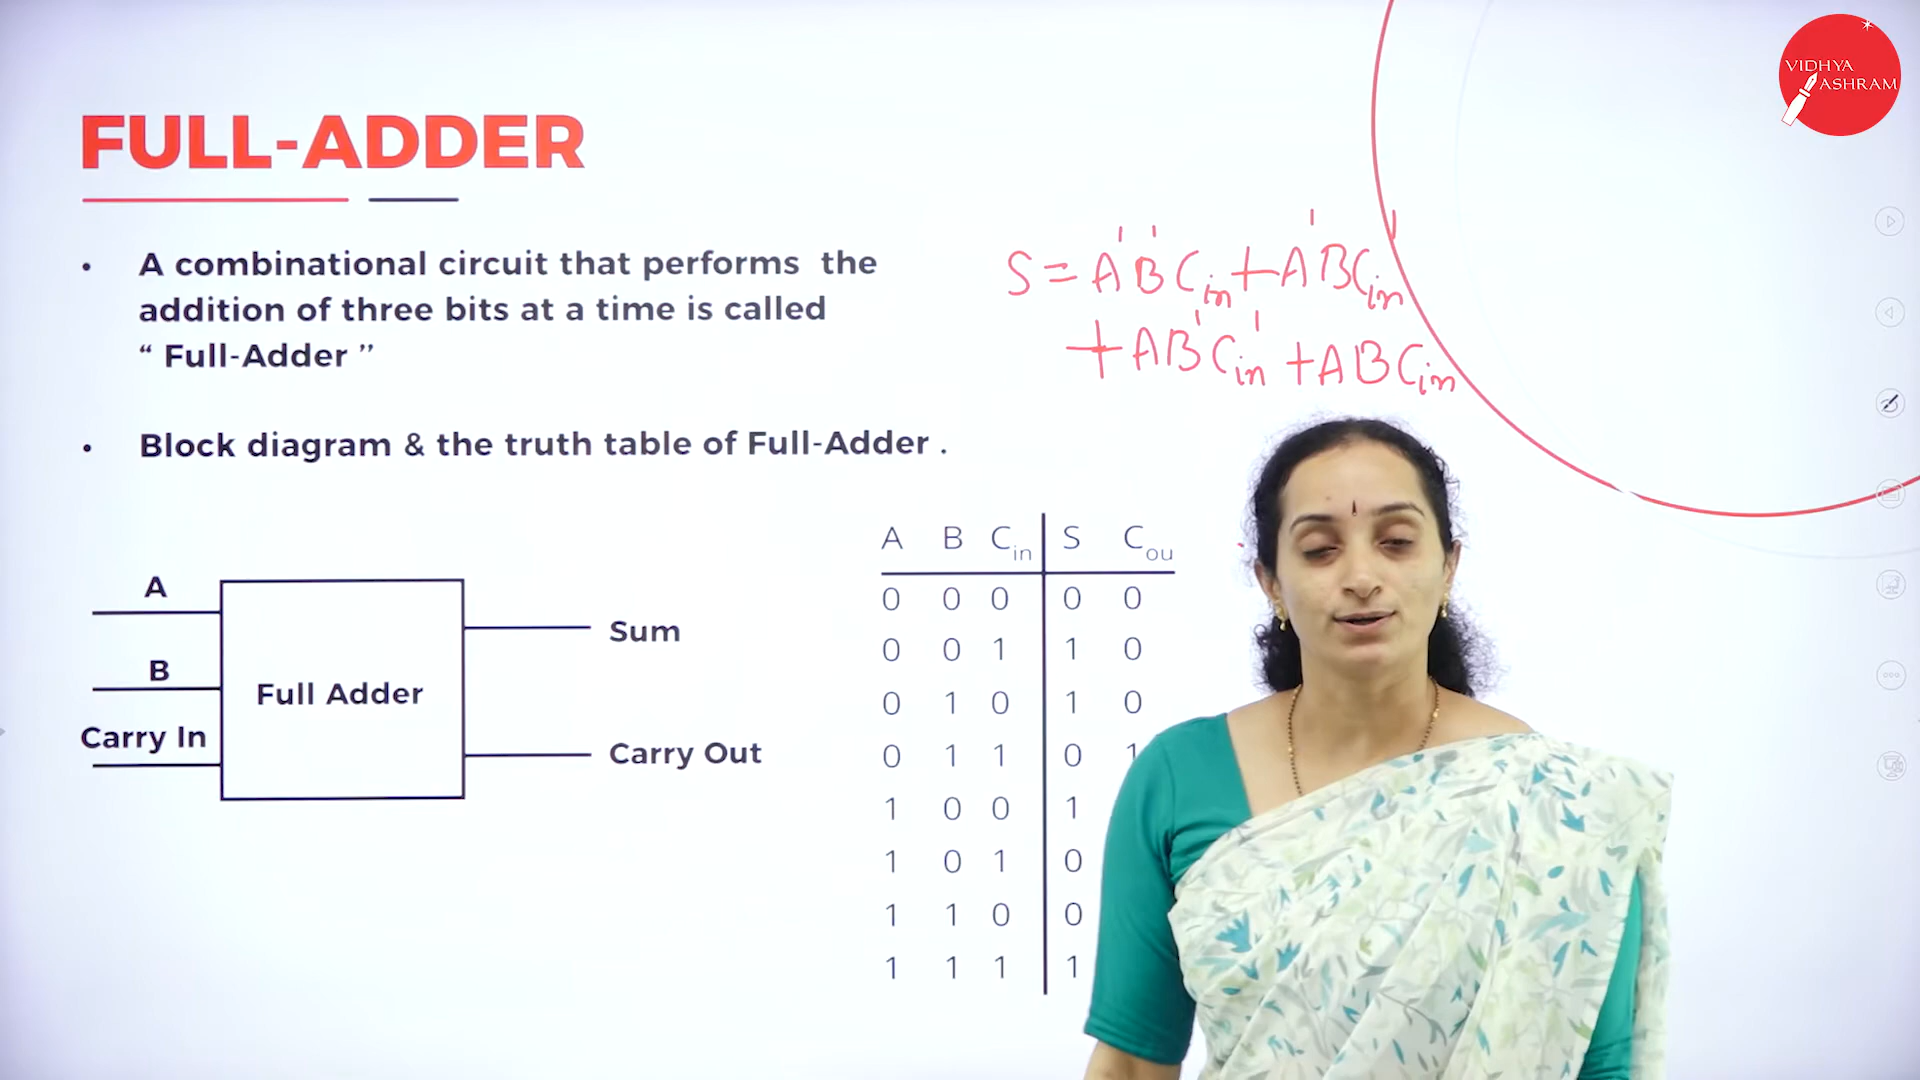 VIDHYA
ASHRAM
FULL-ADDER
• A combinational circuit that performs the
addition of three bits at a time is called
“ Full-Adder ”
• Block diagram & the truth table of Full-Adder .
S = A'B'Cin + A'BCin'
+ AB'Cin' + ABCin
A
B
Carry In
Full Adder
Sum
Carry Out
A B Cin S Cou
0 0 0 0 0
0 0 1 1 0
0 1 0 1 0
0 1 1 0 1
1 0 0 1
1 0 1 0
1 1 0 0
1 1 1 1